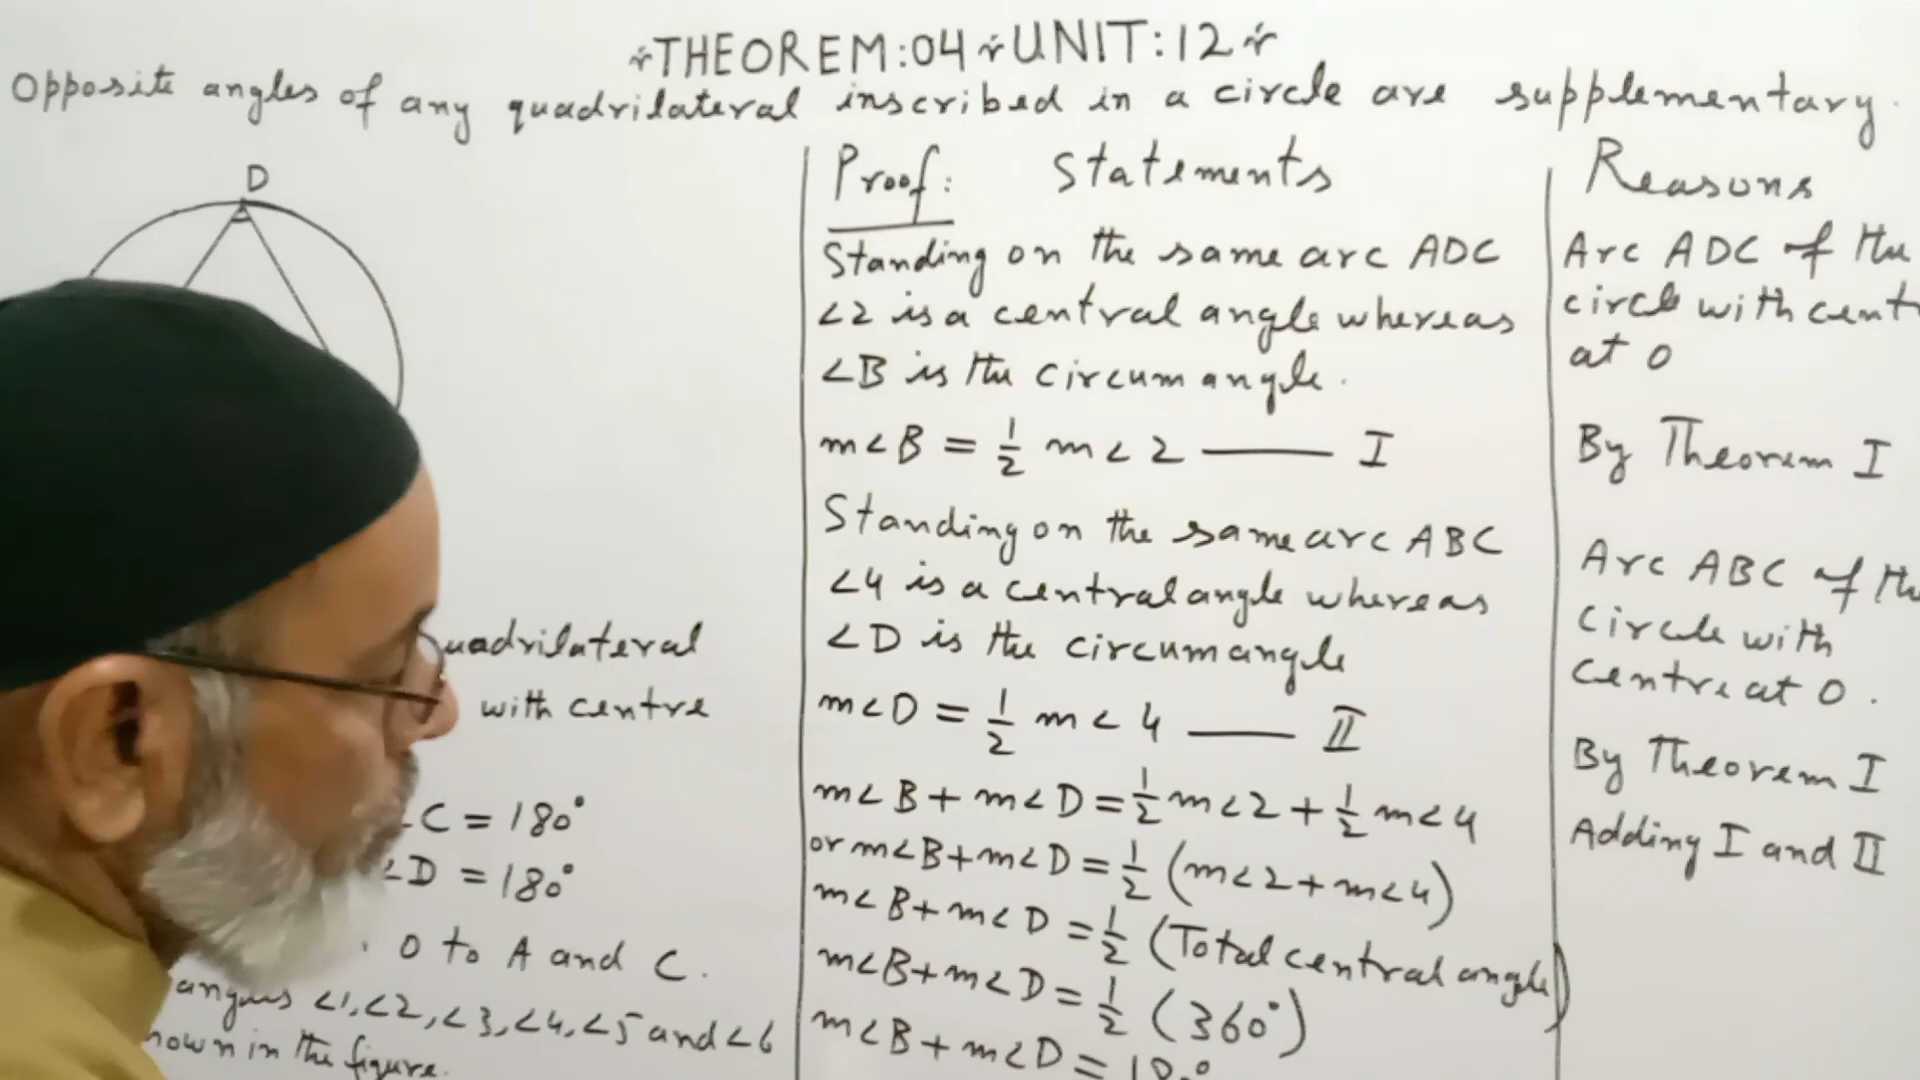 THEOREM:04 UNIT:12
Opposite angles of any quadrilateral inscribed in a circle are supplementary.
D
uadrilateral
with centre
∠C = 180°
∠D = 180°
O to A and C.
∠1, ∠2, ∠3, ∠4, ∠5 and ∠6
hown in the figure.
Proof: Statements
Standing on the same arc ADC
∠2 is a central angle whereas
∠B is the circumangle.
m∠B = 1/2 m∠2 —— I
Standing on the same arc ABC
∠4 is a central angle whereas
∠D is the circumangle
m∠D = 1/2 m∠4 —— II
m∠B + m∠D = 1/2 m∠2 + 1/2 m∠4
or m∠B + m∠D = 1/2 (m∠2 + m∠4)
m∠B + m∠D = 1/2 (Total central angle)
m∠B + m∠D = 1/2 (360°)
m∠B + m∠D =
Reasons
Arc ADC of the
circle with cent
at O
By Theorem I
Arc ABC of th
Circle with
Centre at O.
By Theorem I
Adding I and II